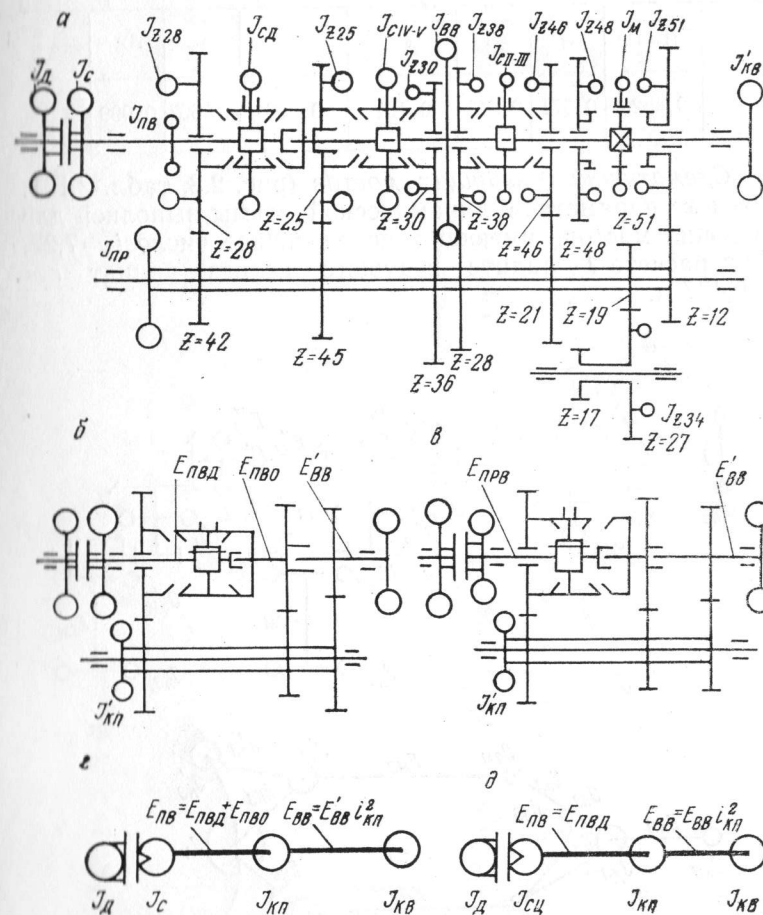 а
J_Д J_С J_Z28 J_ПВ J_СД J_Z25 J_СIV-V J_Z30 J_ВВ J_Z38 J_СII-III J_Z46 J_Z48 J_М J_Z51 J'_КВ
Z=28 Z=25 Z=30 Z=38 Z=46 Z=48 Z=51
J_ПР
Z=42 Z=45 Z=36 Z=28 Z=21 Z=19 Z=12
Z=17 Z=27 J_Z34
б в
E_ПВД E_ПВО E'_ВВ E_ПРВ E'_ВВ
J'_КП J'_КП
г д
E_ПВ=E_ПВД+E_ПВО E_ВВ=E'_ВВ i²_КП E_ПВ=E_ПВД E_ВВ=E_ВВ i²_КП
J_Д J_С J_КП J_КВ J_Д J_СЦ J_КП J_КВ